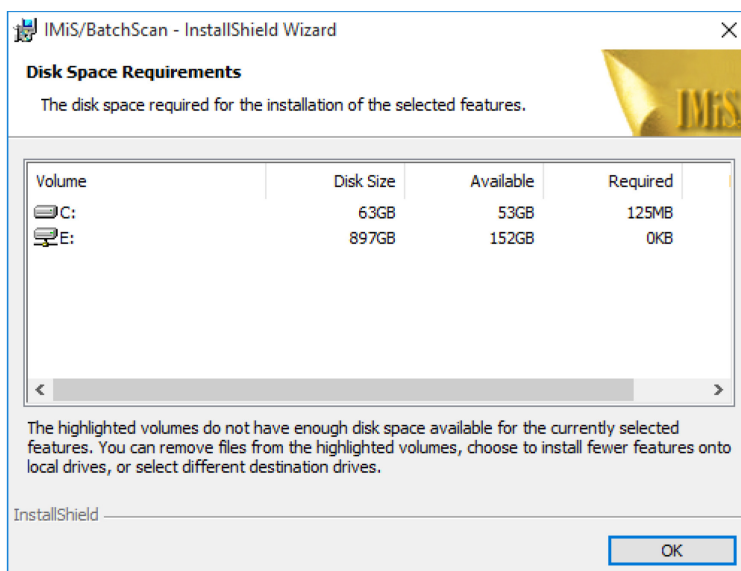 IMiS/BatchScan - InstallShield Wizard
Disk Space Requirements
The disk space required for the installation of the selected features.
IMiS
Volume Disk Size Available Required
C: 63GB 53GB 125MB
E: 897GB 152GB 0KB
The highlighted volumes do not have enough disk space available for the currently selected
features. You can remove files from the highlighted volumes, choose to install fewer features onto
local drives, or select different destination drives.
InstallShield
OK